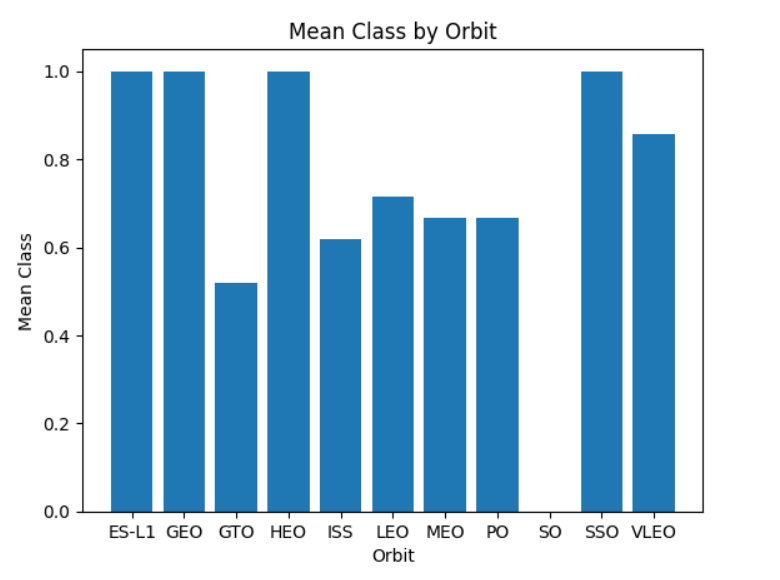 Mean Class by Orbit
Mean Class
1.0
0.8
0.6
0.4
0.2
0.0
ES-L1 GEO GTO HEO ISS LEO MEO PO SO SSO VLEO
Orbit